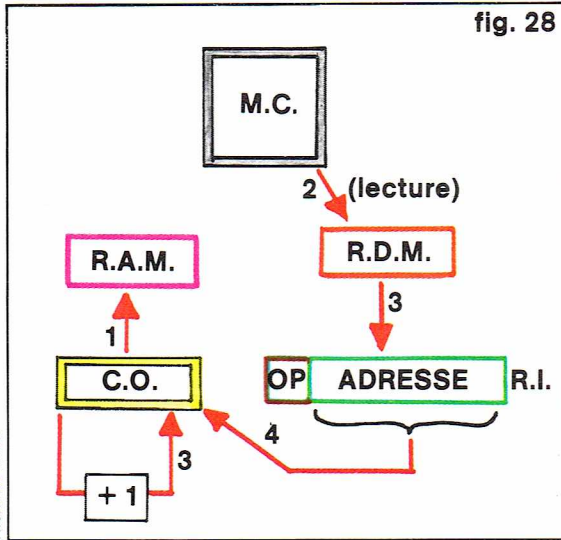 fig. 28
M.C.
2 (lecture)
R.A.M.
R.D.M.
1
3
C.O.
OP ADRESSE R.I.
4
3
+ 1